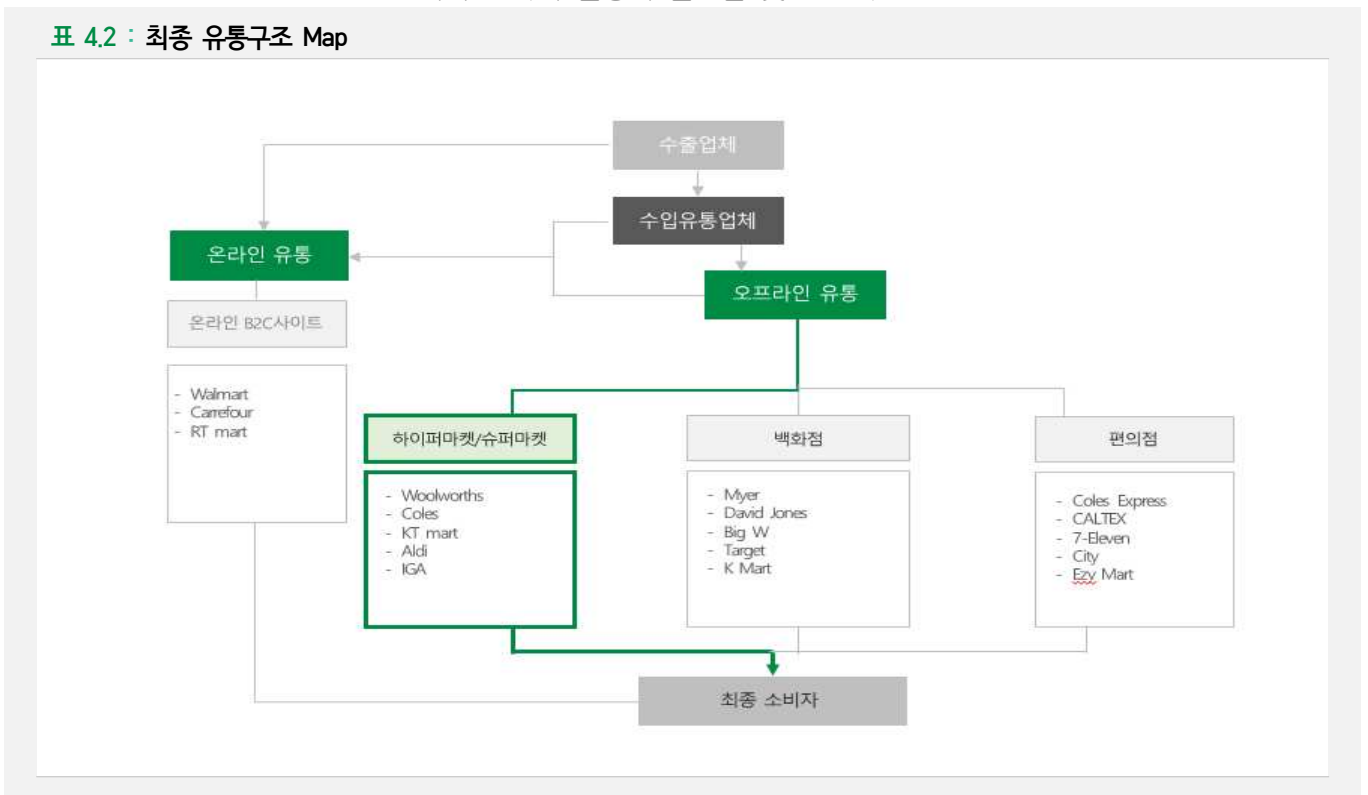 표 4.2 : 최종 유통구조 Map
수출업체
수입유통업체
온라인 유통
오프라인 유통
온라인 B2C사이트
- Walmart
- Carrefour
- RT mart
하이퍼마켓/슈퍼마켓
- Woolworths
- Coles
- KT mart
- Aldi
- IGA
백화점
- Myer
- David Jones
- Big W
- Target
- K Mart
편의점
- Coles Express
- CALTEX
- 7-Eleven
- City
- Ezy Mart
최종 소비자